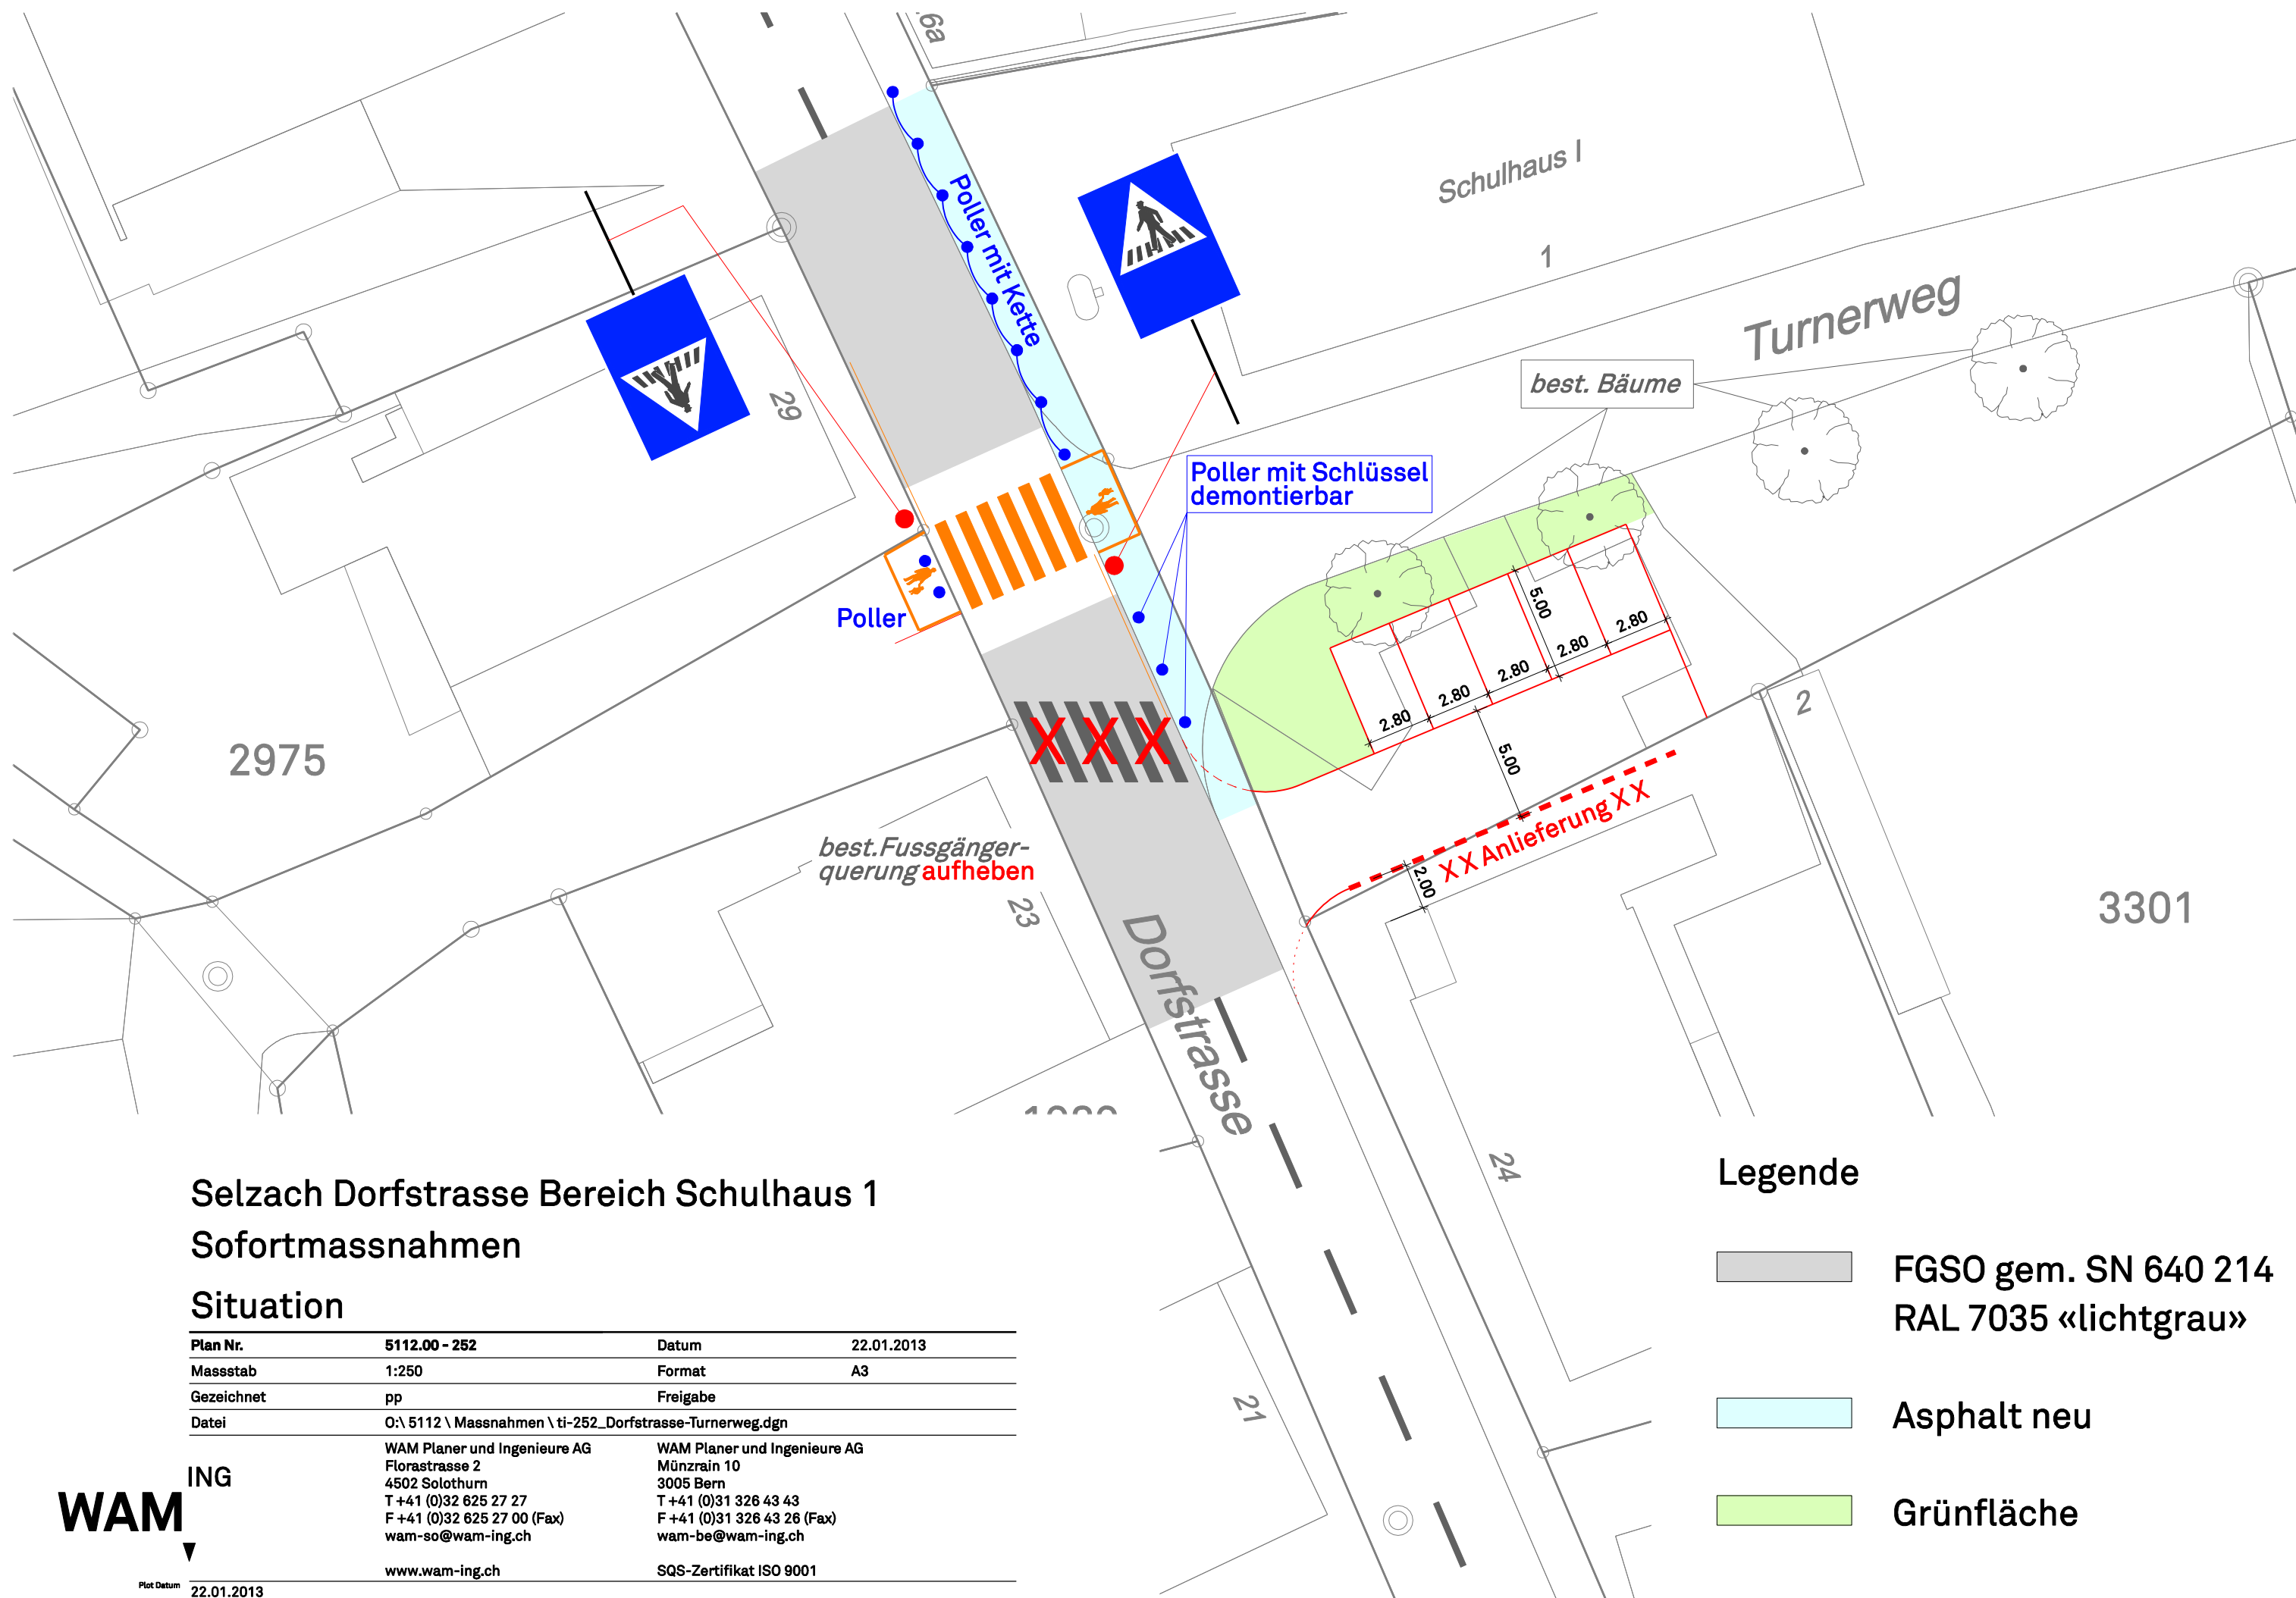 6a
Schulhaus I
1
Poller mit Kette
Turnerweg
best. Bäume
29
Poller mit Schlüssel
demontierbar
Poller
5.00
2.80
2.80
2.80
2.80
2.80
5.00
2
X X X
2975
X X Anlieferung X X
2.00
best.Fussgänger-
querung aufheben
23
3301
Dorfstrasse
24
21
Selzach Dorfstrasse Bereich Schulhaus 1
Sofortmassnahmen
Situation
Plan Nr. 5112.00 - 252 Datum 22.01.2013
Massstab 1:250 Format A3
Gezeichnet pp Freigabe
Datei O:\ 5112 \ Massnahmen \ ti-252_Dorfstrasse-Turnerweg.dgn
WAM Planer und Ingenieure AG WAM Planer und Ingenieure AG
Florastrasse 2 Münzrain 10
4502 Solothurn 3005 Bern
T +41 (0)32 625 27 27 T +41 (0)31 326 43 43
F +41 (0)32 625 27 00 (Fax) F +41 (0)31 326 43 26 (Fax)
wam-so@wam-ing.ch wam-be@wam-ing.ch
www.wam-ing.ch SQS-Zertifikat ISO 9001
ING
WAM
Plot Datum 22.01.2013
Legende
FGSO gem. SN 640 214
RAL 7035 «lichtgrau»
Asphalt neu
Grünfläche